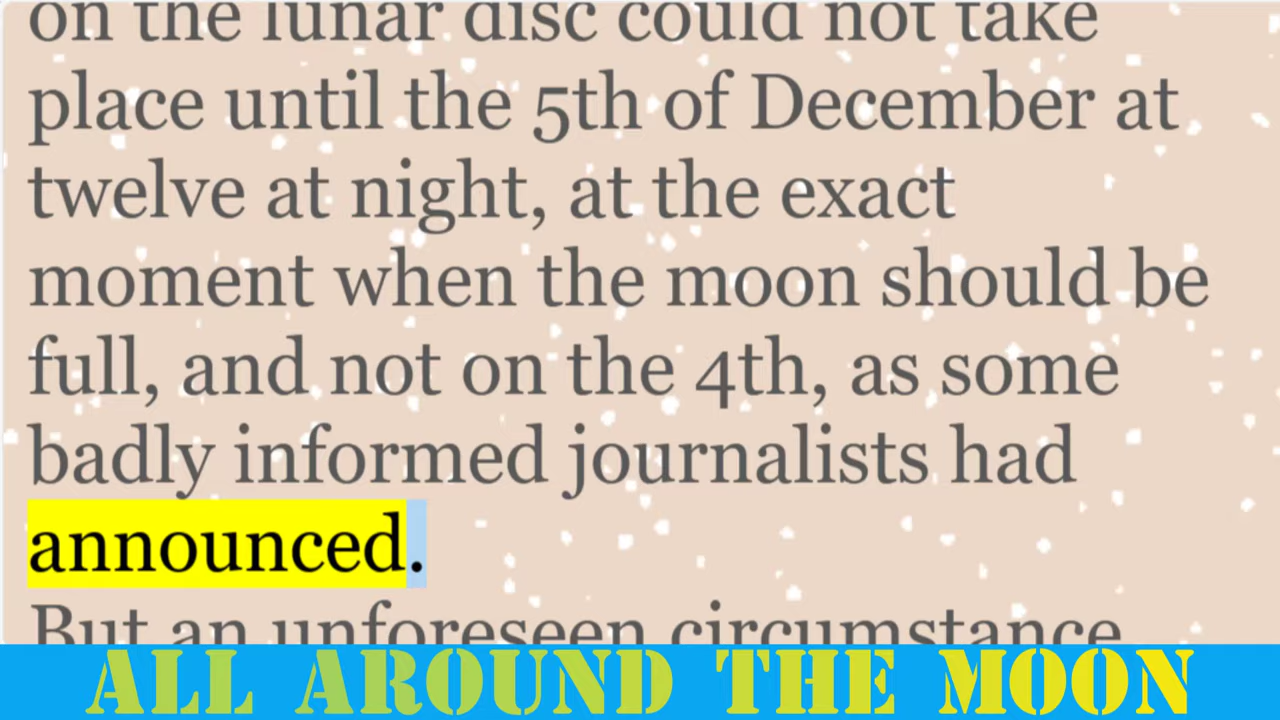 on the lunar disc could not take
place until the 5th of December at
twelve at night, at the exact
moment when the moon should be
full, and not on the 4th, as some
badly informed journalists had
announced.
But an unforeseen circumstance
ALL AROUND THE MOON